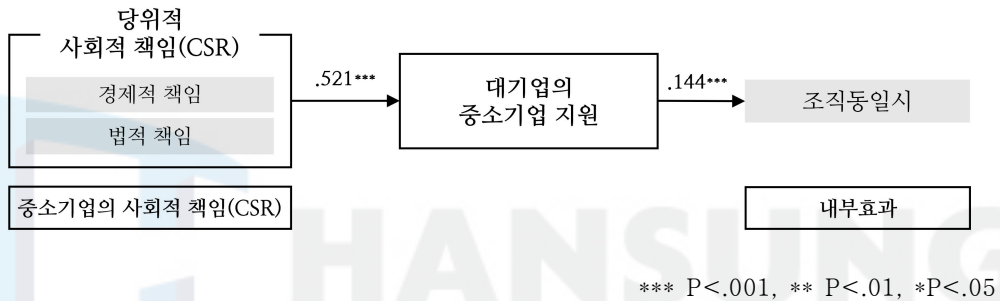 당위적
사회적 책임(CSR)
경제적 책임
법적 책임
.521***
대기업의
중소기업 지원
.144***
조직동일시
중소기업의 사회적 책임(CSR)
내부효과
HANSUNG
*** P<.001, ** P<.01, *P<.05